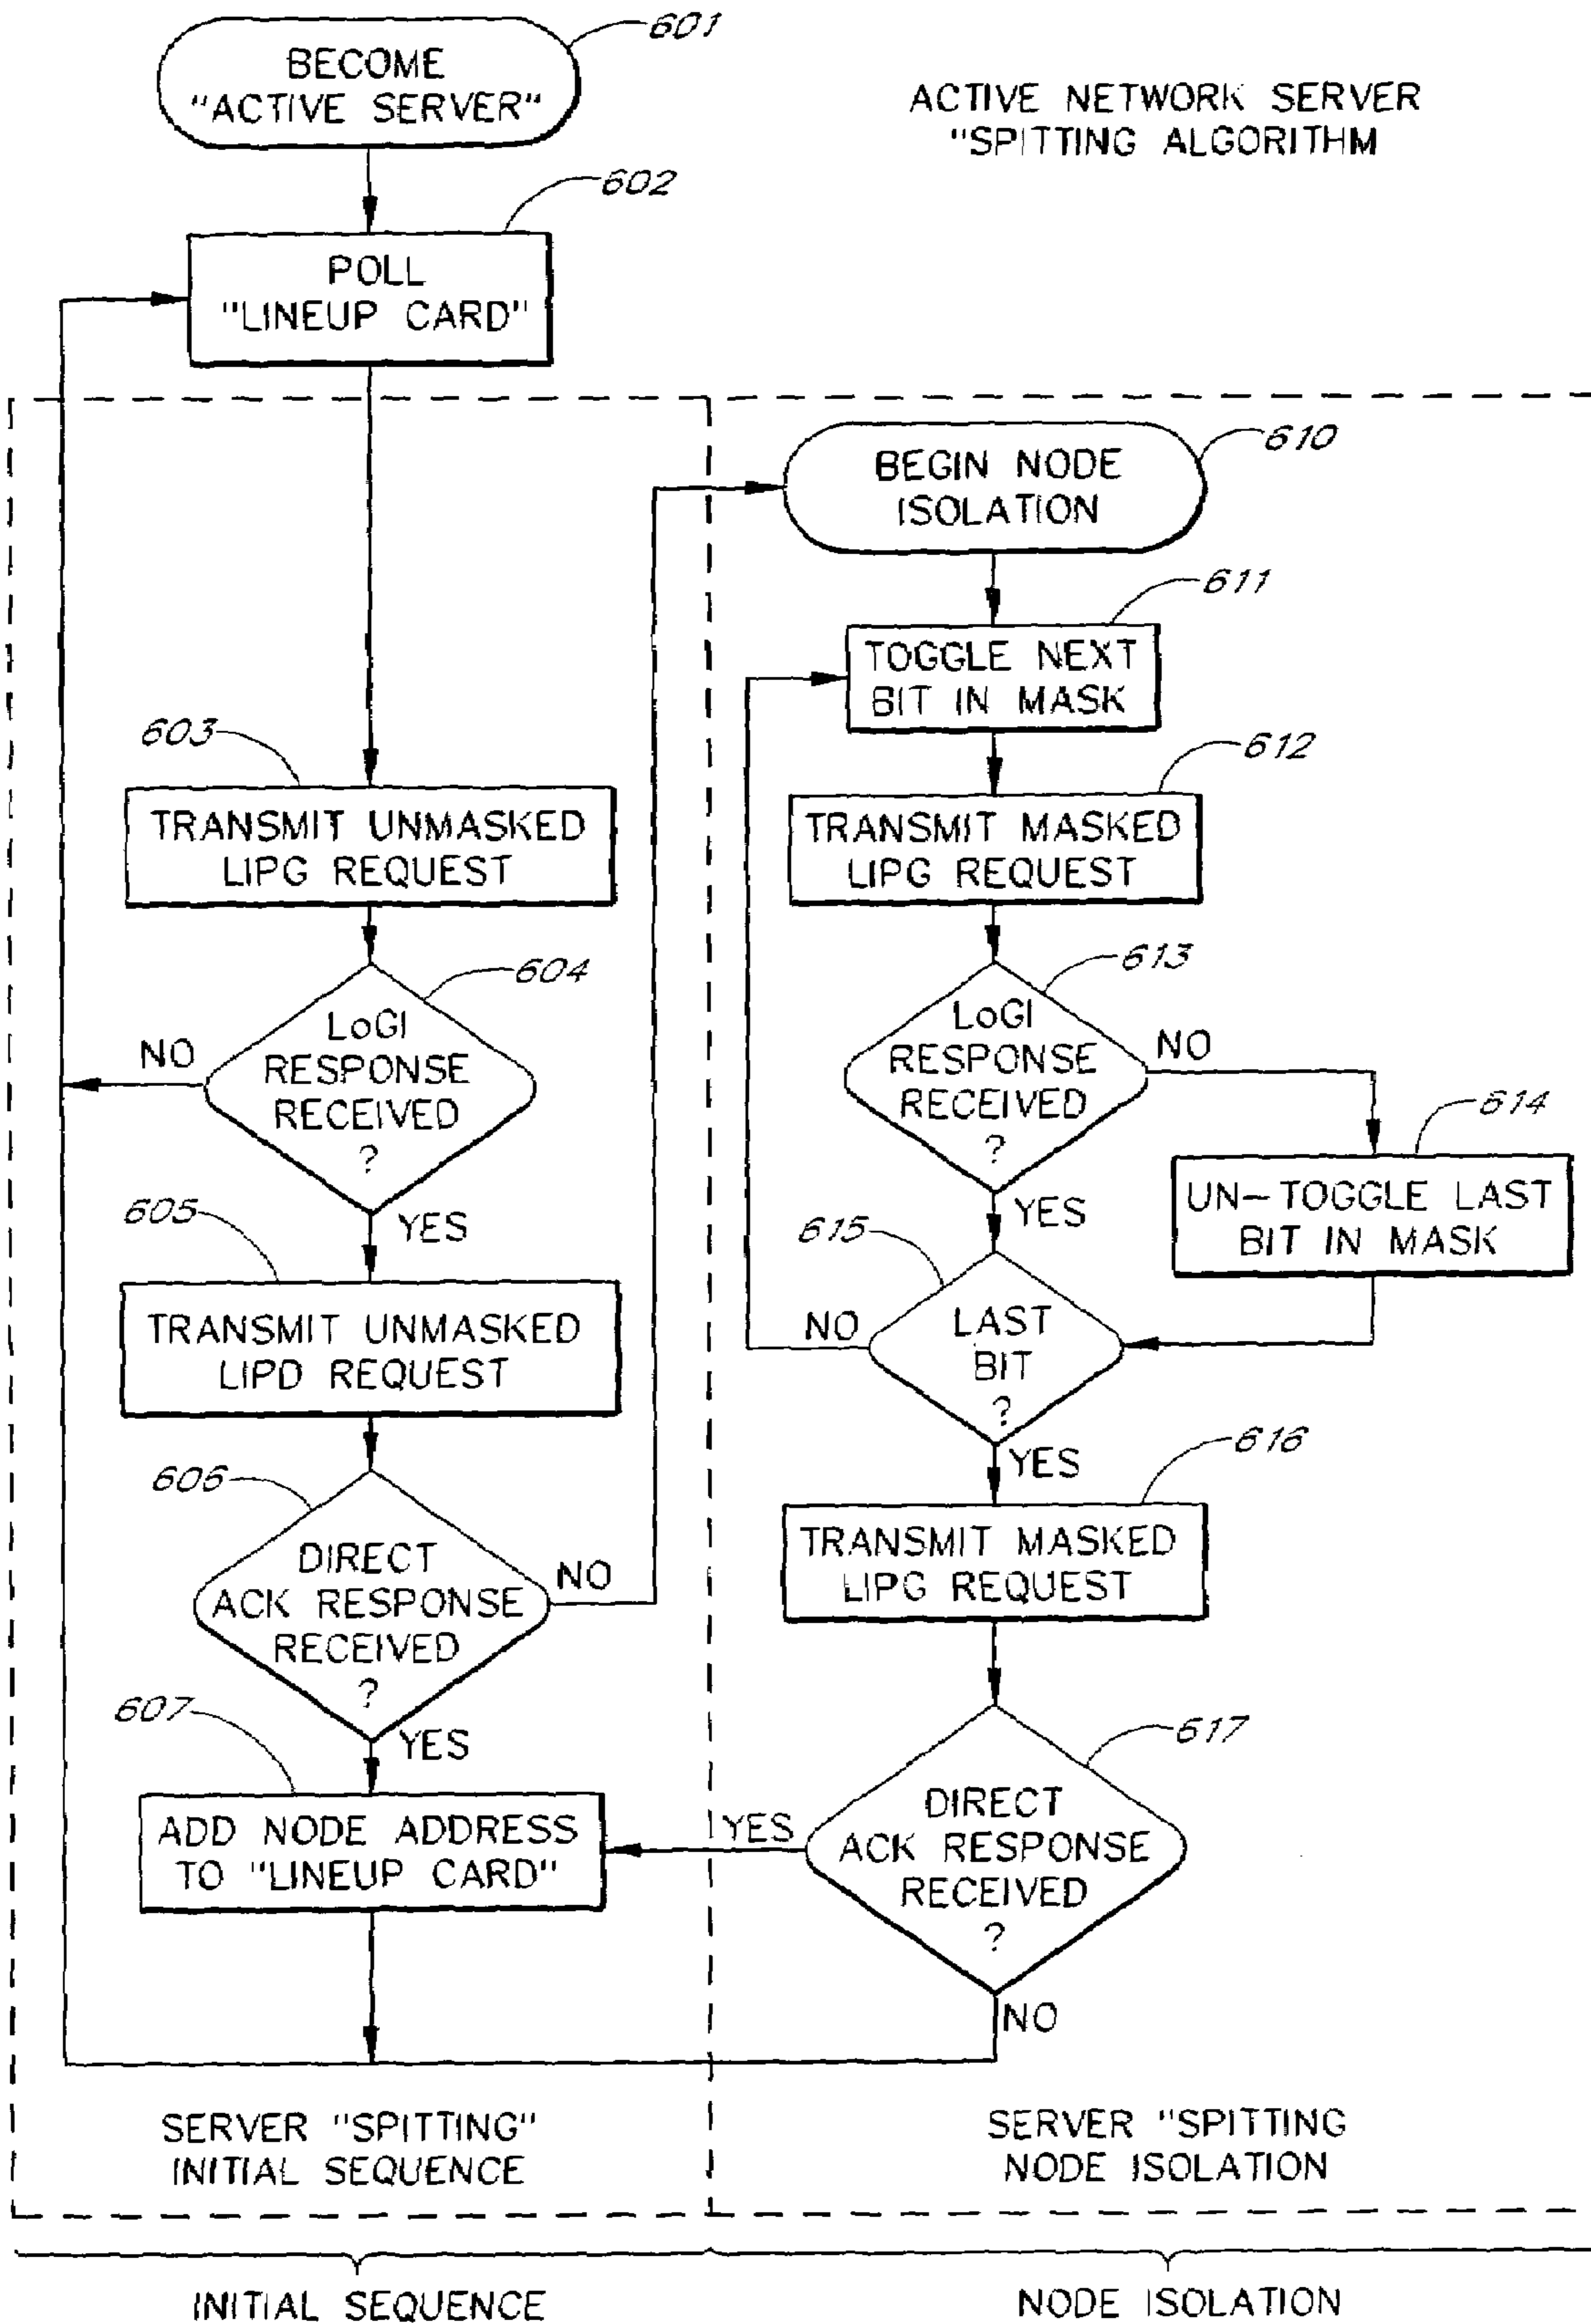 601
BECOME
"ACTIVE SERVER"
ACTIVE NETWORK SERVER
"SPITTING ALGORITHM
602
POLL
"LINEUP CARD"
610
BEGIN NODE
ISOLATION
611
TOGGLE NEXT
BIT IN MASK
603
TRANSMIT UNMASKED
LIPG REQUEST
612
TRANSMIT MASKED
LIPG REQUEST
604
LoGI
RESPONSE
RECEIVED
?
NO
YES
613
LoGI
RESPONSE
RECEIVED
?
NO
YES
614
UN-TOGGLE LAST
BIT IN MASK
605
TRANSMIT UNMASKED
LIPD REQUEST
615
LAST
BIT
?
NO
YES
606
DIRECT
ACK RESPONSE
RECEIVED
?
NO
YES
616
TRANSMIT MASKED
LIPG REQUEST
607
ADD NODE ADDRESS
TO "LINEUP CARD"
617
DIRECT
ACK RESPONSE
RECEIVED
?
YES
NO
SERVER "SPITTING"
INITIAL SEQUENCE
SERVER "SPITTING
NODE ISOLATION
INITIAL SEQUENCE
NODE ISOLATION